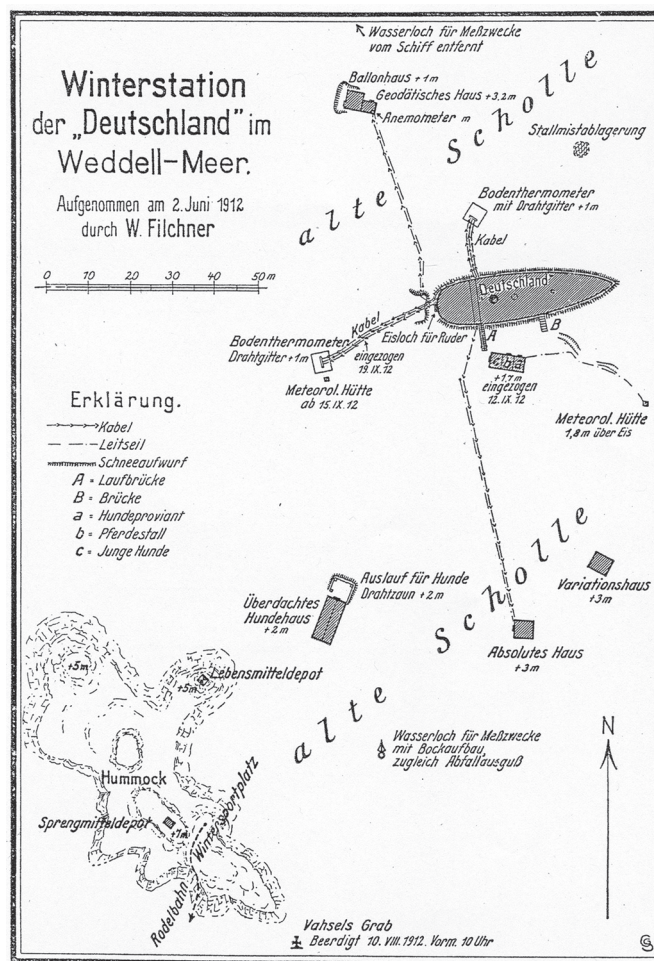 Wasserloch für Meßzwecke
vom Schiff entfernt
Winterstation
der „Deutschland" im
Weddell-Meer.
Aufgenommen am 2. Juni 1912
durch W. Filchner
0 10 20 30 40 50 m
Ballonhaus +1m
Geodätisches Haus +3,2m
Anemometer m
alte Scholle
Stallmistablagerung
Bodenthermometer
mit Drahtgitter +1m
Kabel
„Deutschland"
Kabel
Eisloch für Ruder
A
B
Bodenthermometer
Drahtgitter +1m
eingezogen
19. IX. 12
Meteorol. Hütte
ab 15. IX. 12
c b a
+1,7 m
eingezogen
12. IX. 12
Meteorol. Hütte
1,8 m über Eis
Erklärung.
Kabel
Leitseil
Schneeaufwurf
A = Laufbrücke
B = Brücke
a = Hundeproviant
b = Pferdestall
c = Junge Hunde
alte Scholle
Variationshaus
+3m
Auslauf für Hunde
Drahtzaun +2m
Überdachtes
Hundehaus
+2m
Absolutes Haus
+3m
+5m
+5m
Lebensmitteldepot
Wasserloch für Meßzwecke
mit Bockaufbau,
zugleich Abfallausguß
N
Hummock
Sprengmitteldepot
+7m
Wintersportplatz
Rodelbahn
Vahsels Grab
Beerdigt 10. VIII. 1912. Vorm. 10 Uhr